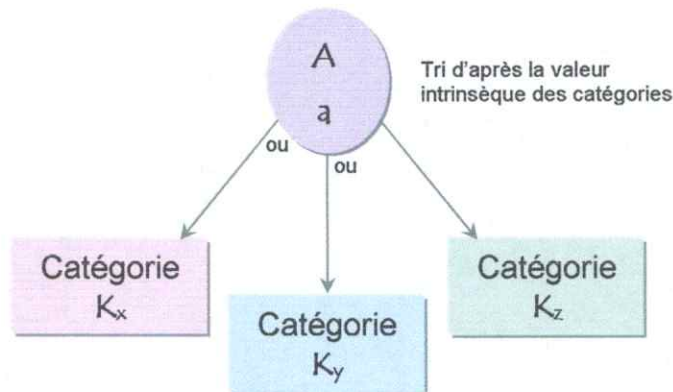 A
a
Tri d'après la valeur
intrinsèque des catégories
ou
ou
Catégorie
Kx
Catégorie
Ky
Catégorie
Kz